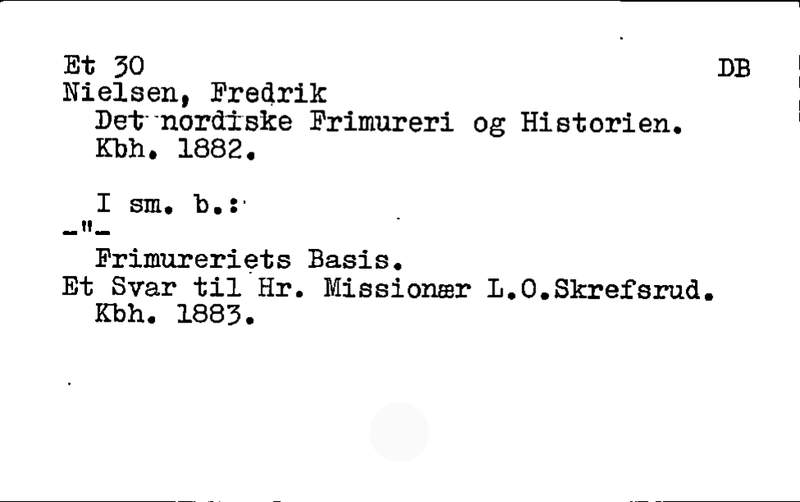 Et 30 DB
Nielsen, Fredrik
Det nordiske Frimureri og Historien.
Kbh. 1882.
I sm. b.:
-"-
Frimureriets Basis.
Et Svar til Hr. Missionær L.O.Skrefsrud.
Kbh. 1883.